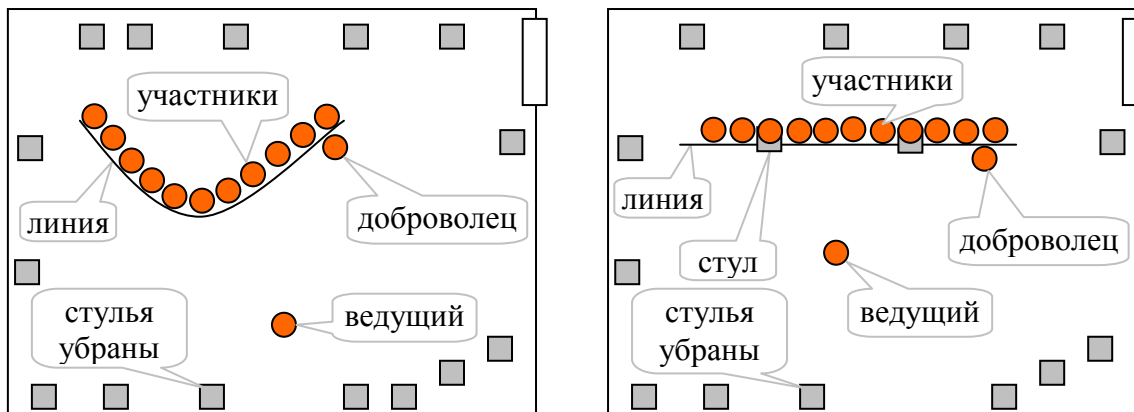 участники
линия
доброволец
стулья
убраны
ведущий
участники
линия
стул
доброволец
стулья
убраны
ведущий